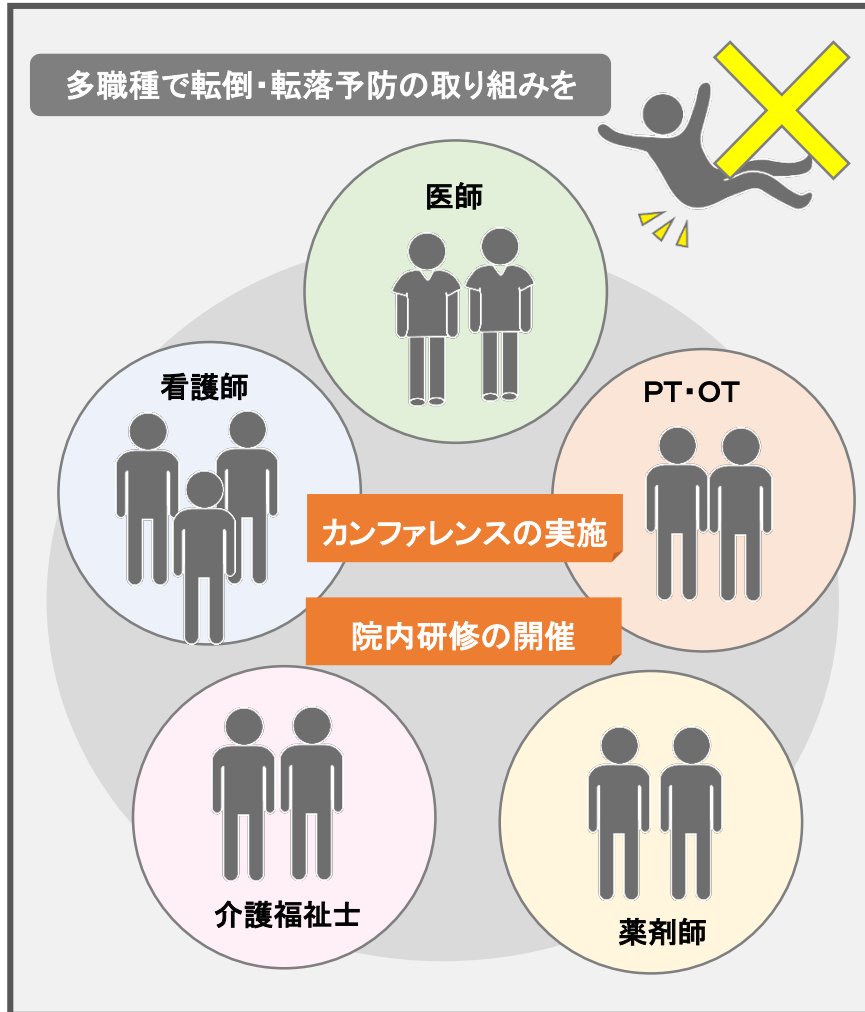 多職種で転倒・転落予防の取り組みを
医師
看護師
PT・OT
カンファレンスの実施
院内研修の開催
介護福祉士
薬剤師